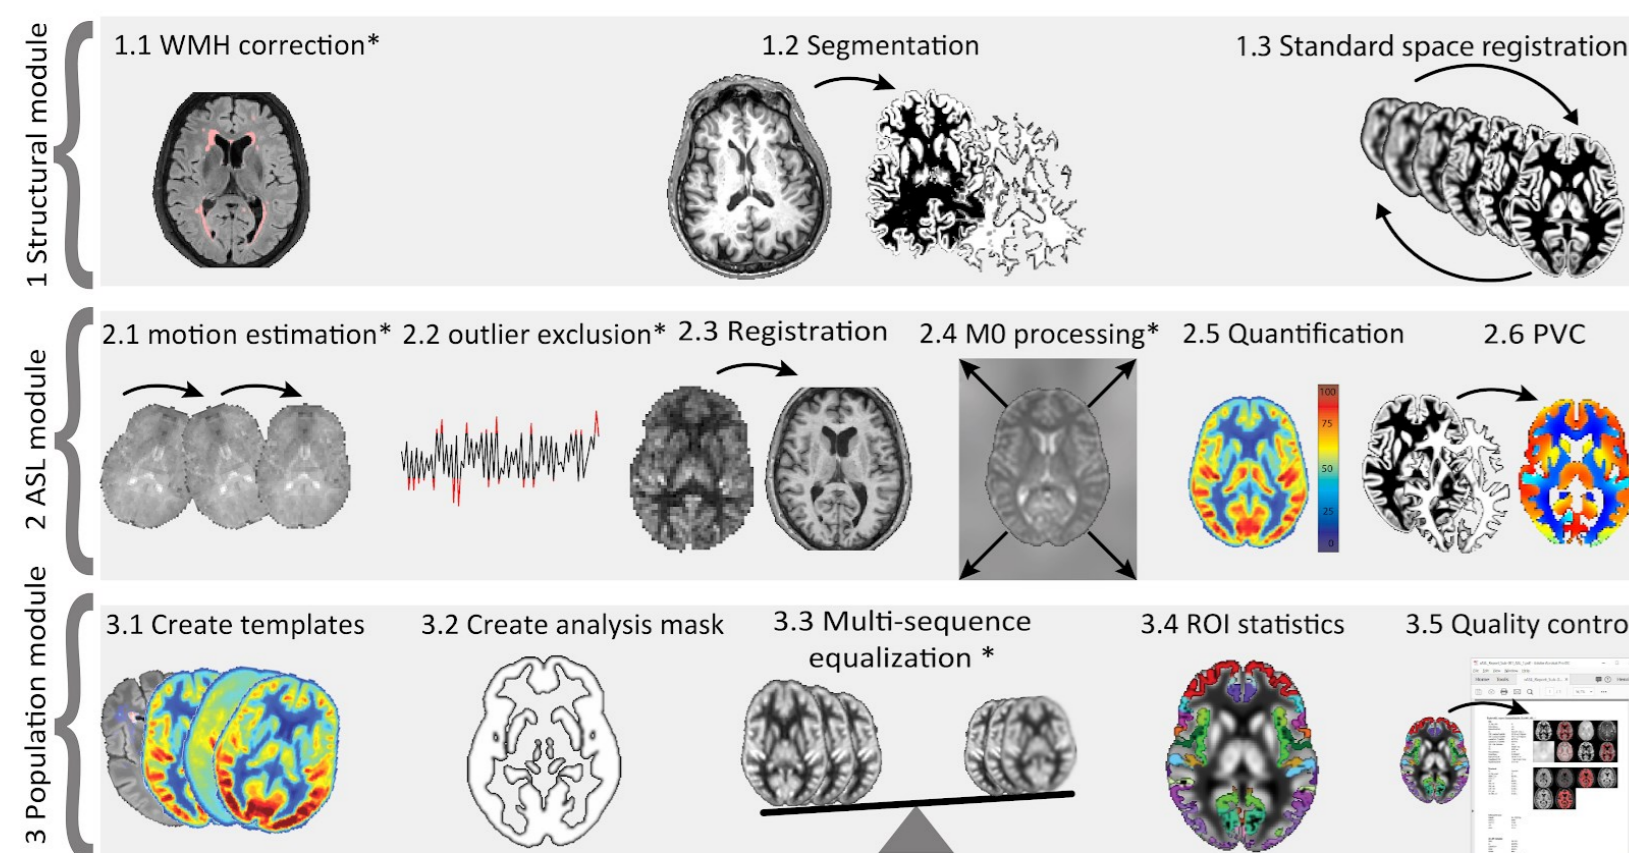 1 Structural module
1.1 WMH correction*
1.2 Segmentation
1.3 Standard space registration
2 ASL module
2.1 motion estimation*
2.2 outlier exclusion*
2.3 Registration
2.4 M0 processing*
2.5 Quantification
100
75
50
25
0
2.6 PVC
3 Population module
3.1 Create templates
3.2 Create analysis mask
3.3 Multi-sequence
equalization *
3.4 ROI statistics
3.5 Quality contro
Home Tools